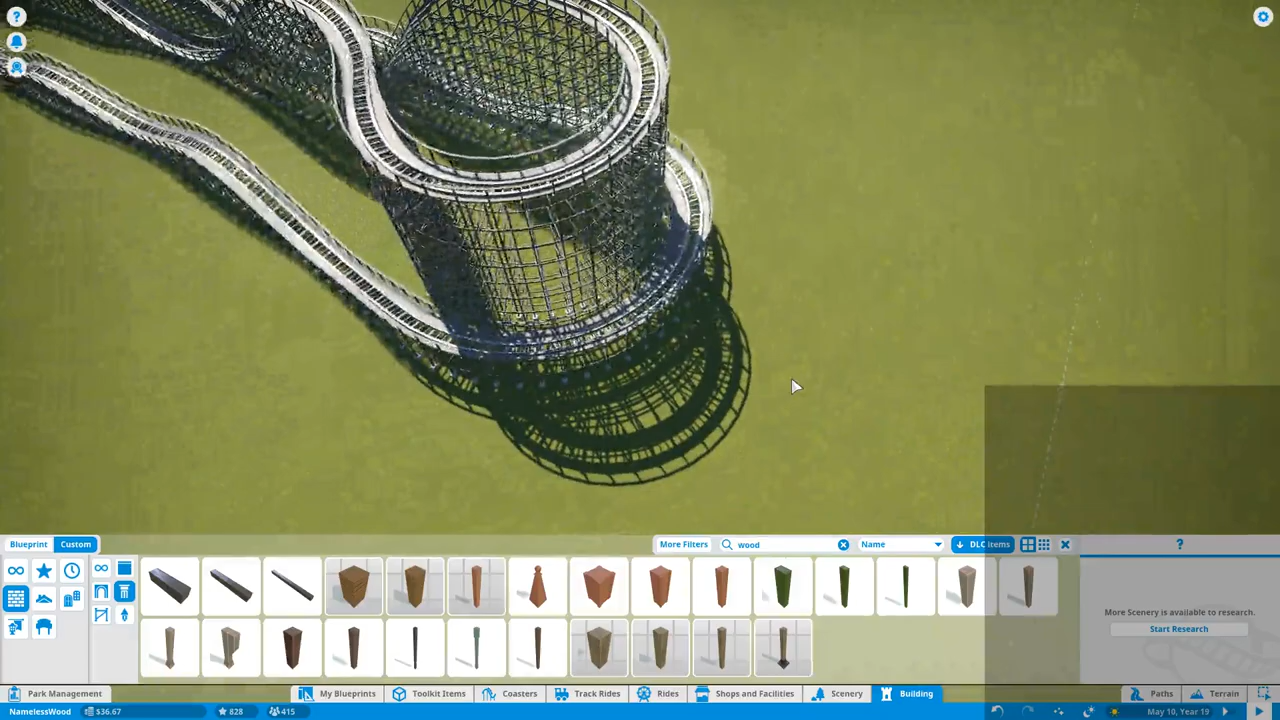 ?
Blueprint
Custom
More Filters
wood
Name
DLC Items
?
More Scenery is available to research.
Start Research
Park Management
My Blueprints
Toolkit Items
Coasters
Track Rides
Rides
Shops and Facilities
Scenery
Building
Paths
Terrain
NamelessWood
$36.67
828
415
May 10, Year 19